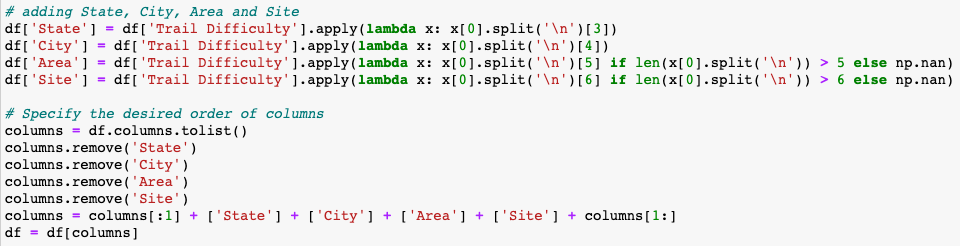 # adding State, City, Area and Site
df['State'] = df['Trail Difficulty'].apply(lambda x: x[0].split('\n')[3])
df['City'] = df['Trail Difficulty'].apply(lambda x: x[0].split('\n')[4])
df['Area'] = df['Trail Difficulty'].apply(lambda x: x[0].split('\n')[5] if len(x[0].split('\n')) > 5 else np.nan)
df['Site'] = df['Trail Difficulty'].apply(lambda x: x[0].split('\n')[6] if len(x[0].split('\n')) > 6 else np.nan)

# Specify the desired order of columns
columns = df.columns.tolist()
columns.remove('State')
columns.remove('City')
columns.remove('Area')
columns.remove('Site')
columns = columns[:1] + ['State'] + ['City'] + ['Area'] + ['Site'] + columns[1:]
df = df[columns]